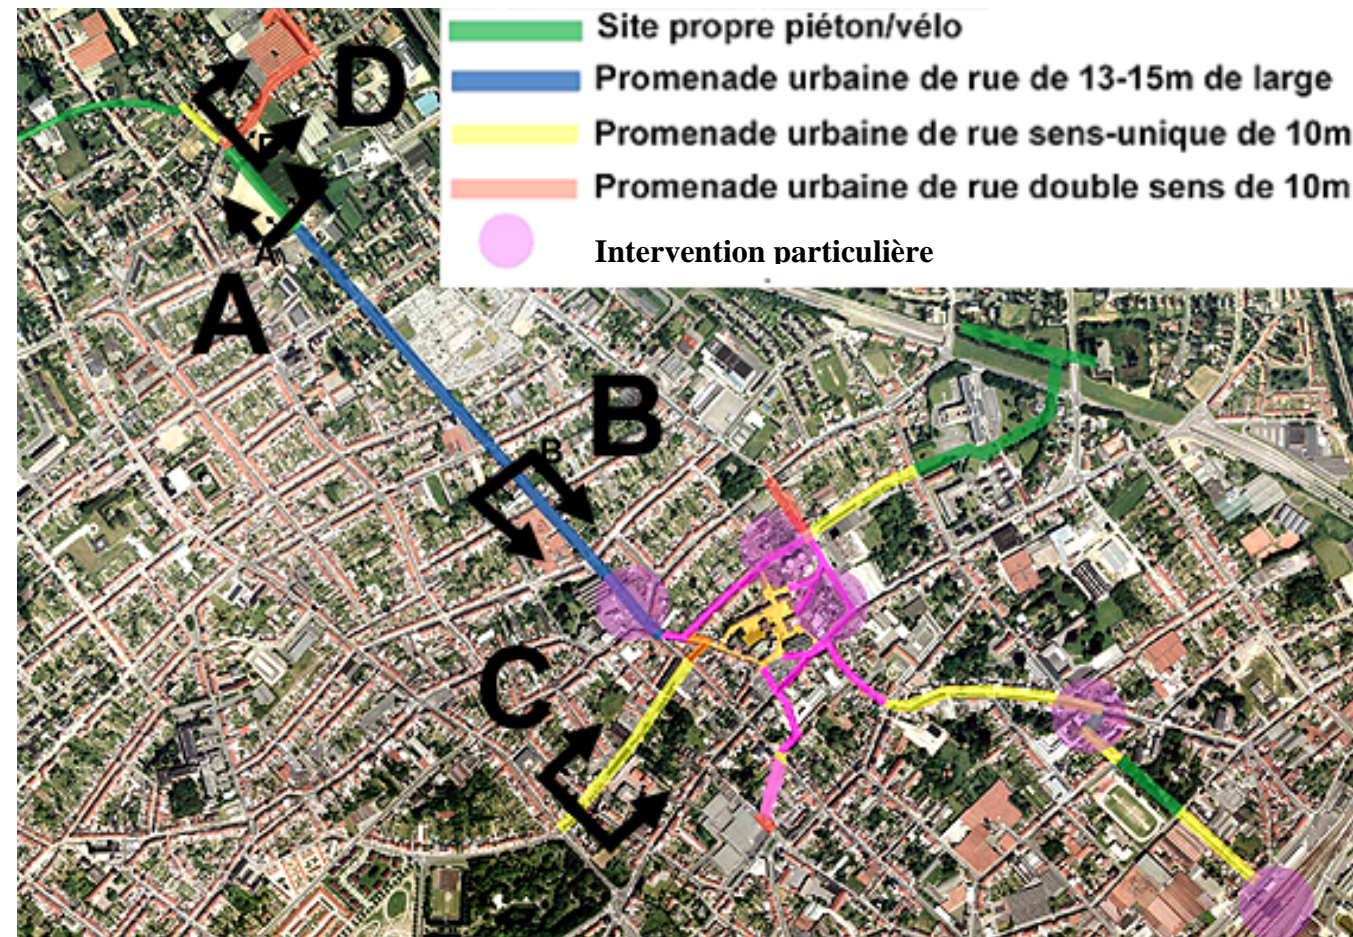 Site propre piéton/vélo
Promenade urbaine de rue de 13-15m de large
Promenade urbaine de rue sens-unique de 10m
Promenade urbaine de rue double sens de 10m
Intervention particulière
D
A
A
B
B
C